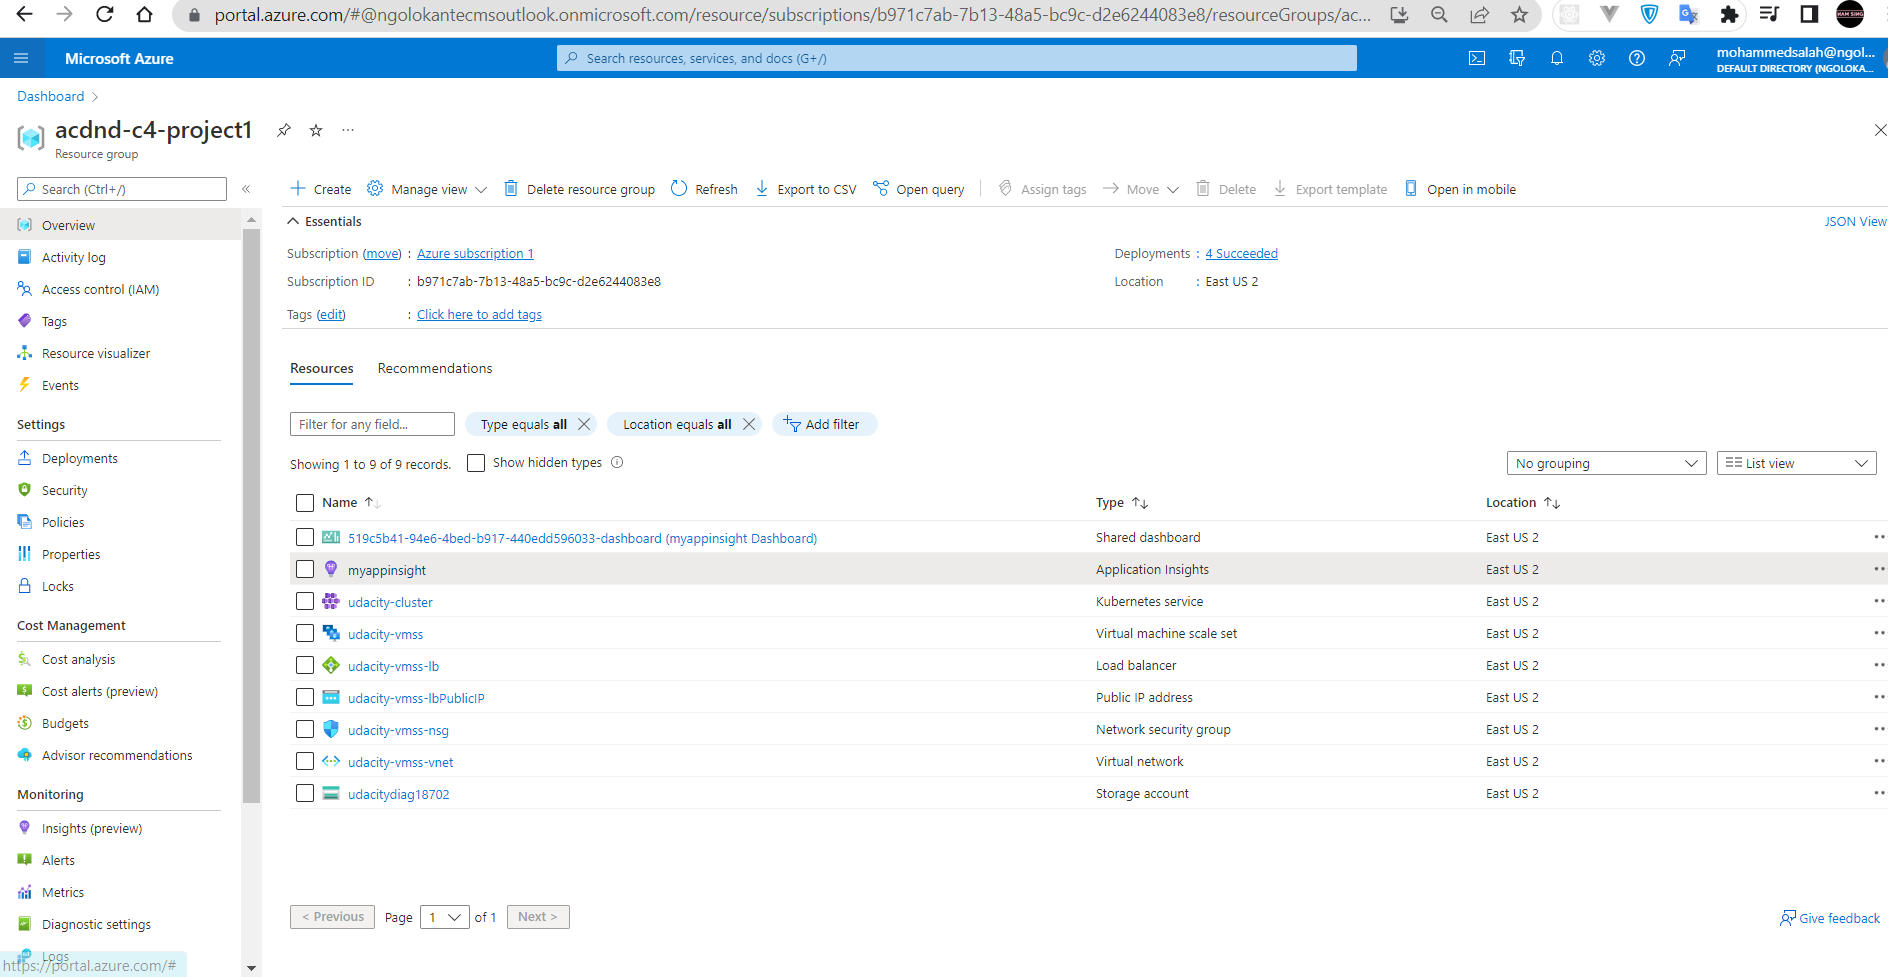 portal.azure.com/#@ngolokantecmsoutlook.onmicrosoft.com/resource/subscriptions/b971c7ab-7b13-48a5-bc9c-d2e6244083e8/resourceGroups/ac...
Microsoft Azure
Search resources, services, and docs (G+/)
mohammedsalah@ngol...
DEFAULT DIRECTORY (NGOLOKA...
Dashboard
acdnd-c4-project1
Resource group
Search (Ctrl+/)
Create
Manage view
Delete resource group
Refresh
Export to CSV
Open query
Assign tags
Move
Delete
Export template
Open in mobile
Overview
Activity log
Access control (IAM)
Tags
Resource visualizer
Events
Settings
Deployments
Security
Policies
Properties
Locks
Cost Management
Cost analysis
Cost alerts (preview)
Budgets
Advisor recommendations
Monitoring
Insights (preview)
Alerts
Metrics
Diagnostic settings
Logs
https://portal.azure.com/#
Essentials
JSON View
Subscription (move) : Azure subscription 1
Deployments : 4 Succeeded
Subscription ID : b971c7ab-7b13-48a5-bc9c-d2e6244083e8
Location : East US 2
Tags (edit) : Click here to add tags
Resources
Recommendations
Filter for any field...
Type equals all
Location equals all
Add filter
Showing 1 to 9 of 9 records.
Show hidden types
No grouping
List view
Name Type Location
519c5b41-94e6-4bed-b917-440edd596033-dashboard (myappinsight Dashboard) Shared dashboard East US 2
myappinsight Application Insights East US 2
udacity-cluster Kubernetes service East US 2
udacity-vmss Virtual machine scale set East US 2
udacity-vmss-lb Load balancer East US 2
udacity-vmss-lbPublicIP Public IP address East US 2
udacity-vmss-nsg Network security group East US 2
udacity-vmss-vnet Virtual network East US 2
udacitydiag18702 Storage account East US 2
< Previous
Page 1 of 1
Next >
Give feedback